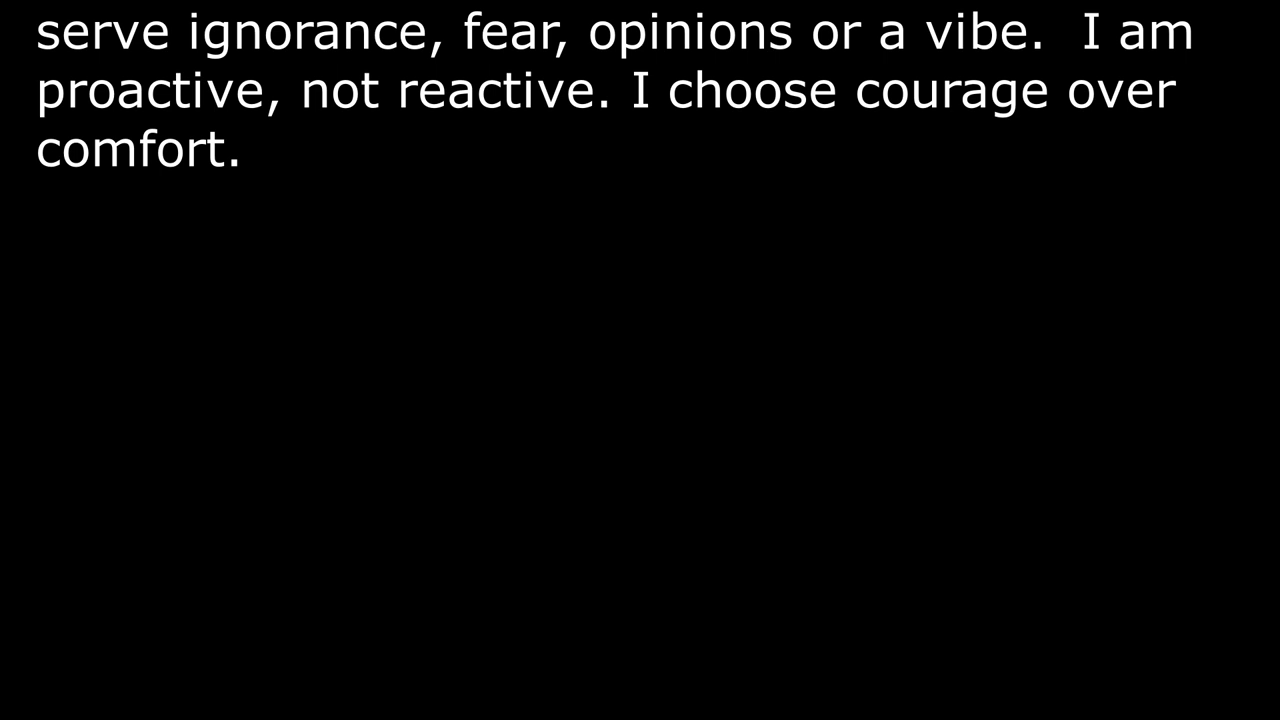 serve ignorance, fear, opinions or a vibe.  I am
proactive, not reactive. I choose courage over
comfort.